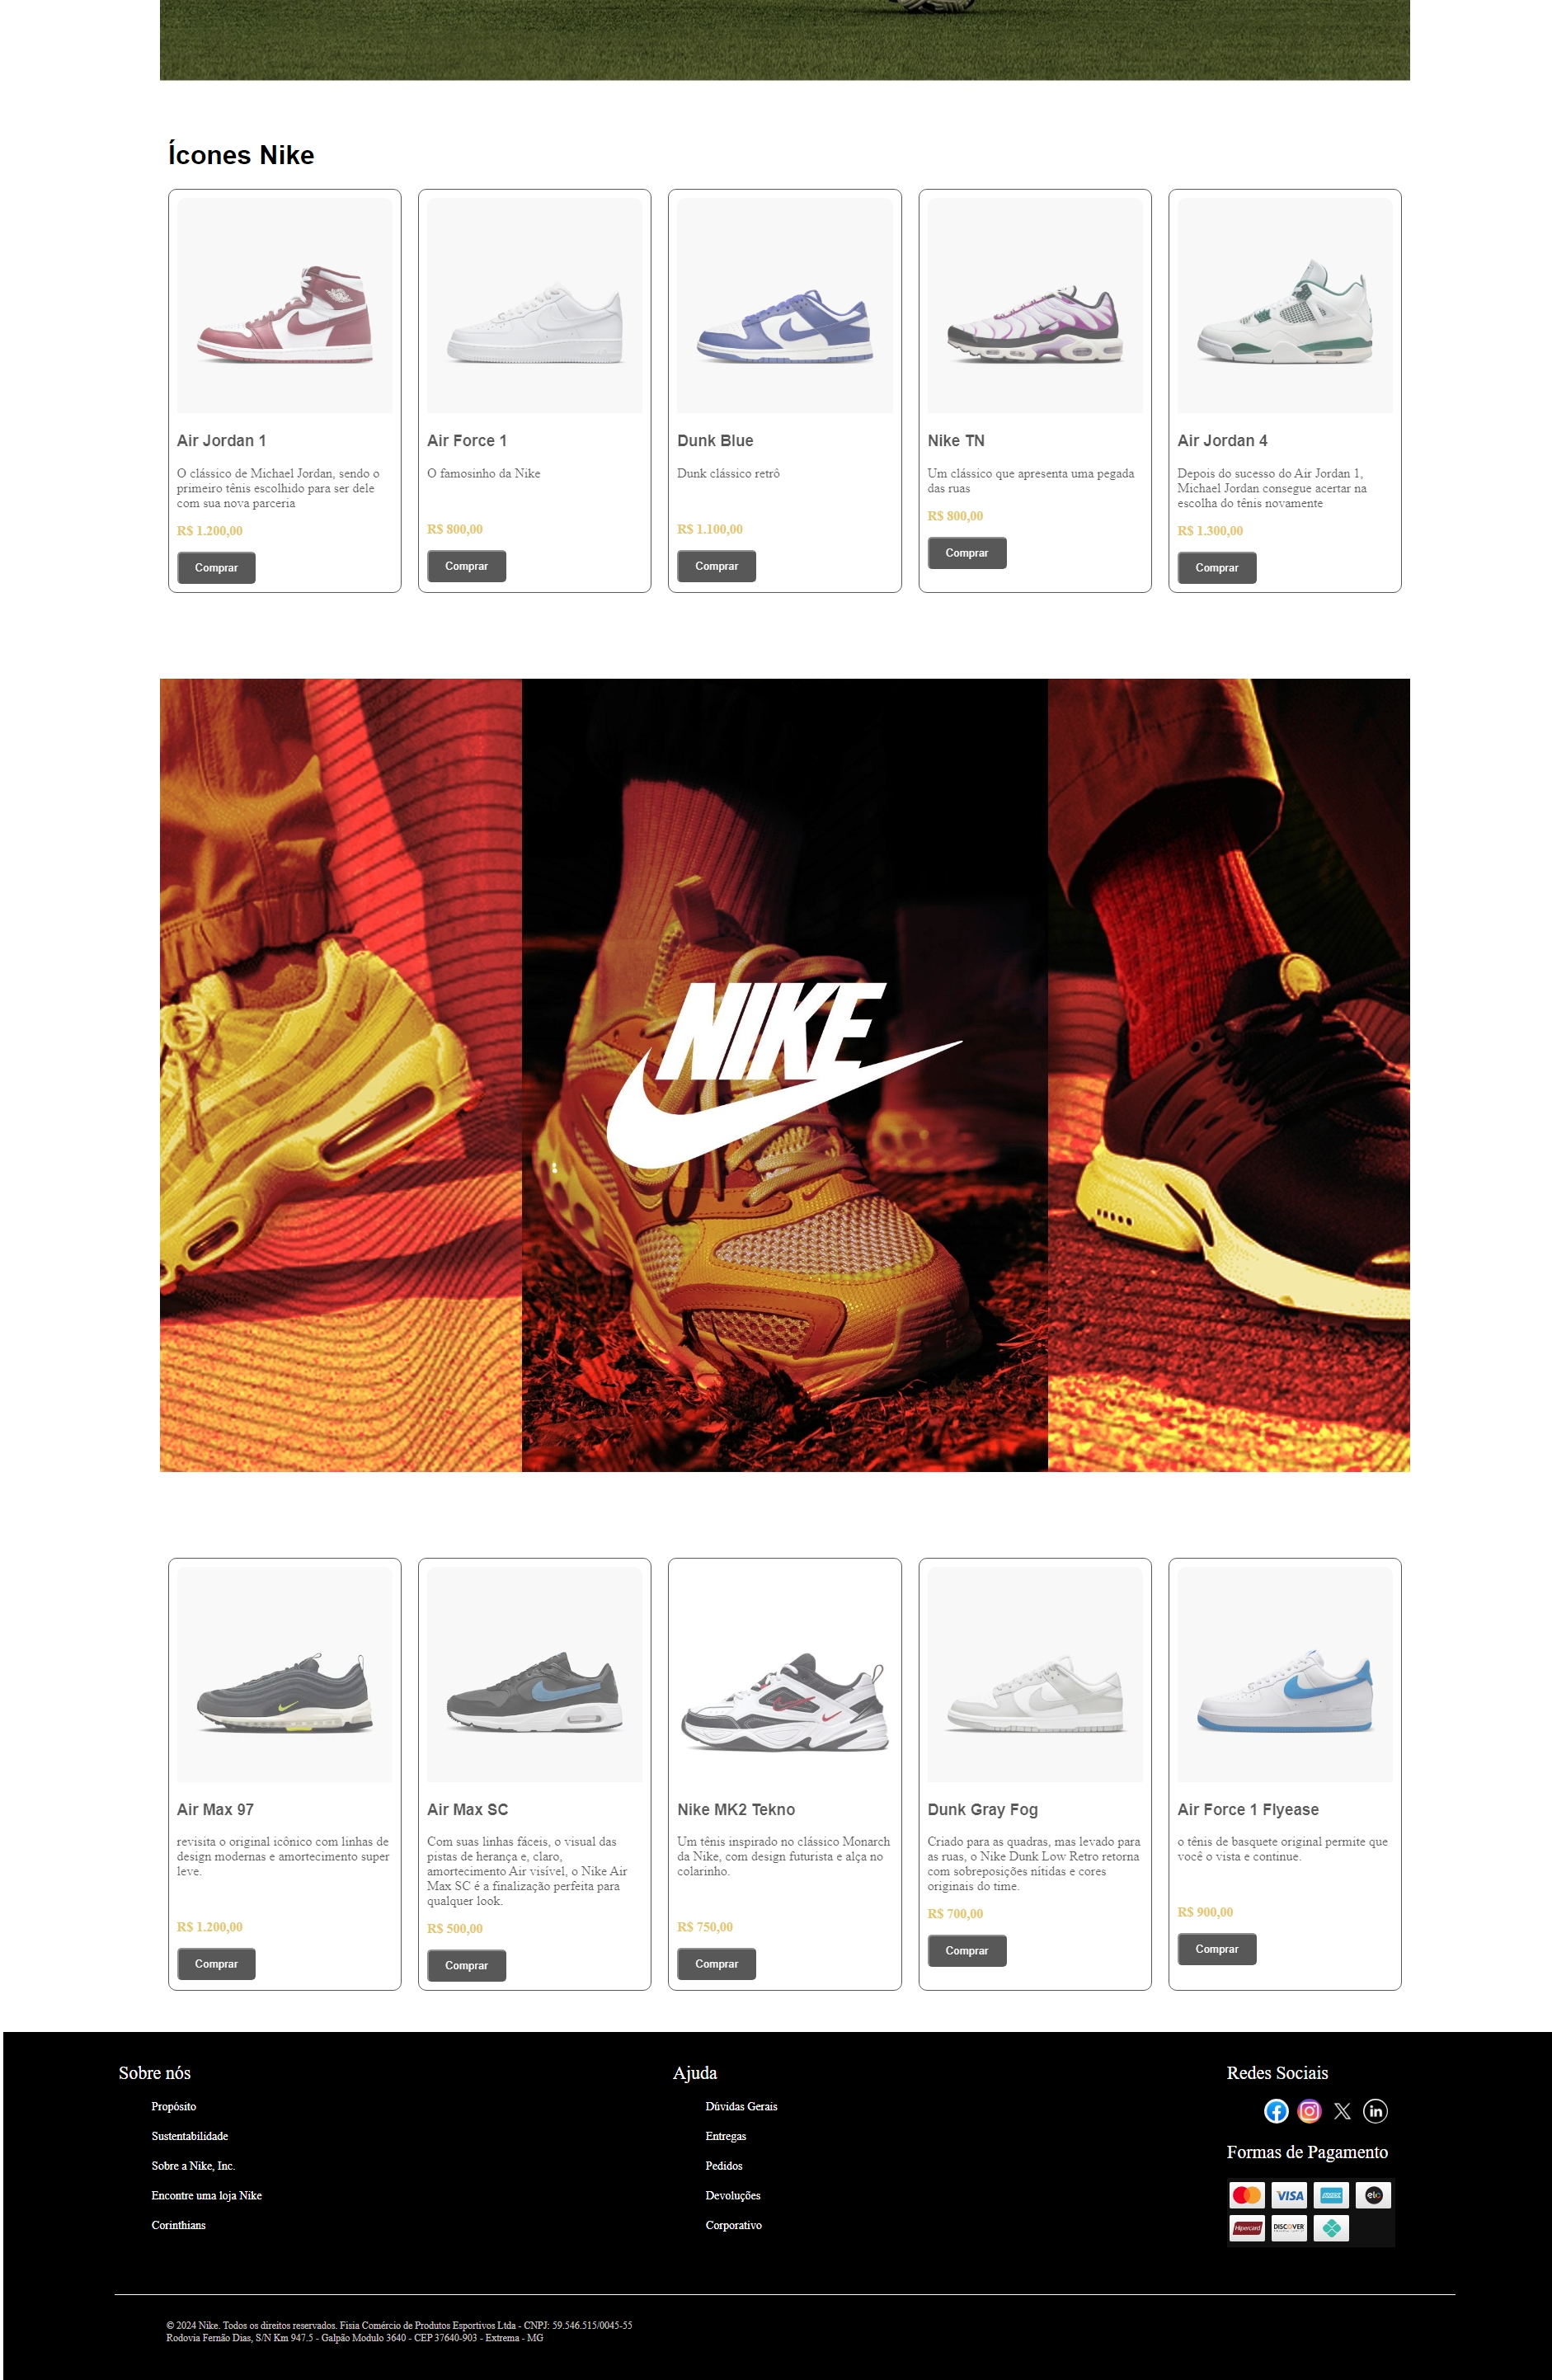 Ícones Nike
Air Jordan 1
O clássico de Michael Jordan, sendo o
primeiro tênis escolhido para ser dele
com sua nova parceria
R$ 1.200,00
Comprar
Air Force 1
O famosinho da Nike
R$ 800,00
Comprar
Dunk Blue
Dunk clássico retrô
R$ 1.100,00
Comprar
Nike TN
Um clássico que apresenta uma pegada
das ruas
R$ 800,00
Comprar
Air Jordan 4
Depois do sucesso do Air Jordan 1,
Michael Jordan consegue acertar na
escolha do tênis novamente
R$ 1.300,00
Comprar
NIKE
Air Max 97
revisita o original icônico com linhas de
design modernas e amortecimento super
leve.
R$ 1.200,00
Comprar
Air Max SC
Com suas linhas fáceis, o visual das
pistas de herança e, claro,
amortecimento Air visível, o Nike Air
Max SC é a finalização perfeita para
qualquer look.
R$ 500,00
Comprar
Nike MK2 Tekno
Um tênis inspirado no clássico Monarch
da Nike, com design futurista e alça no
colarinho.
R$ 750,00
Comprar
Dunk Gray Fog
Criado para as quadras, mas levado para
as ruas, o Nike Dunk Low Retro retorna
com sobreposições nítidas e cores
originais do time.
R$ 700,00
Comprar
Air Force 1 Flyease
o tênis de basquete original permite que
você o vista e continue.
R$ 900,00
Comprar
Sobre nós
Propósito
Sustentabilidade
Sobre a Nike, Inc.
Encontre uma loja Nike
Corinthians
Ajuda
Dúvidas Gerais
Entregas
Pedidos
Devoluções
Corporativo
Redes Sociais
in
Formas de Pagamento
VISA
elo
Hipercard
DISCOVER
© 2024 Nike. Todos os direitos reservados. Fisia Comércio de Produtos Esportivos Ltda - CNPJ: 59.546.515/0045-55
Rodovia Fernão Dias, S/N Km 947.5 - Galpão Modulo 3640 - CEP 37640-903 - Extrema - MG